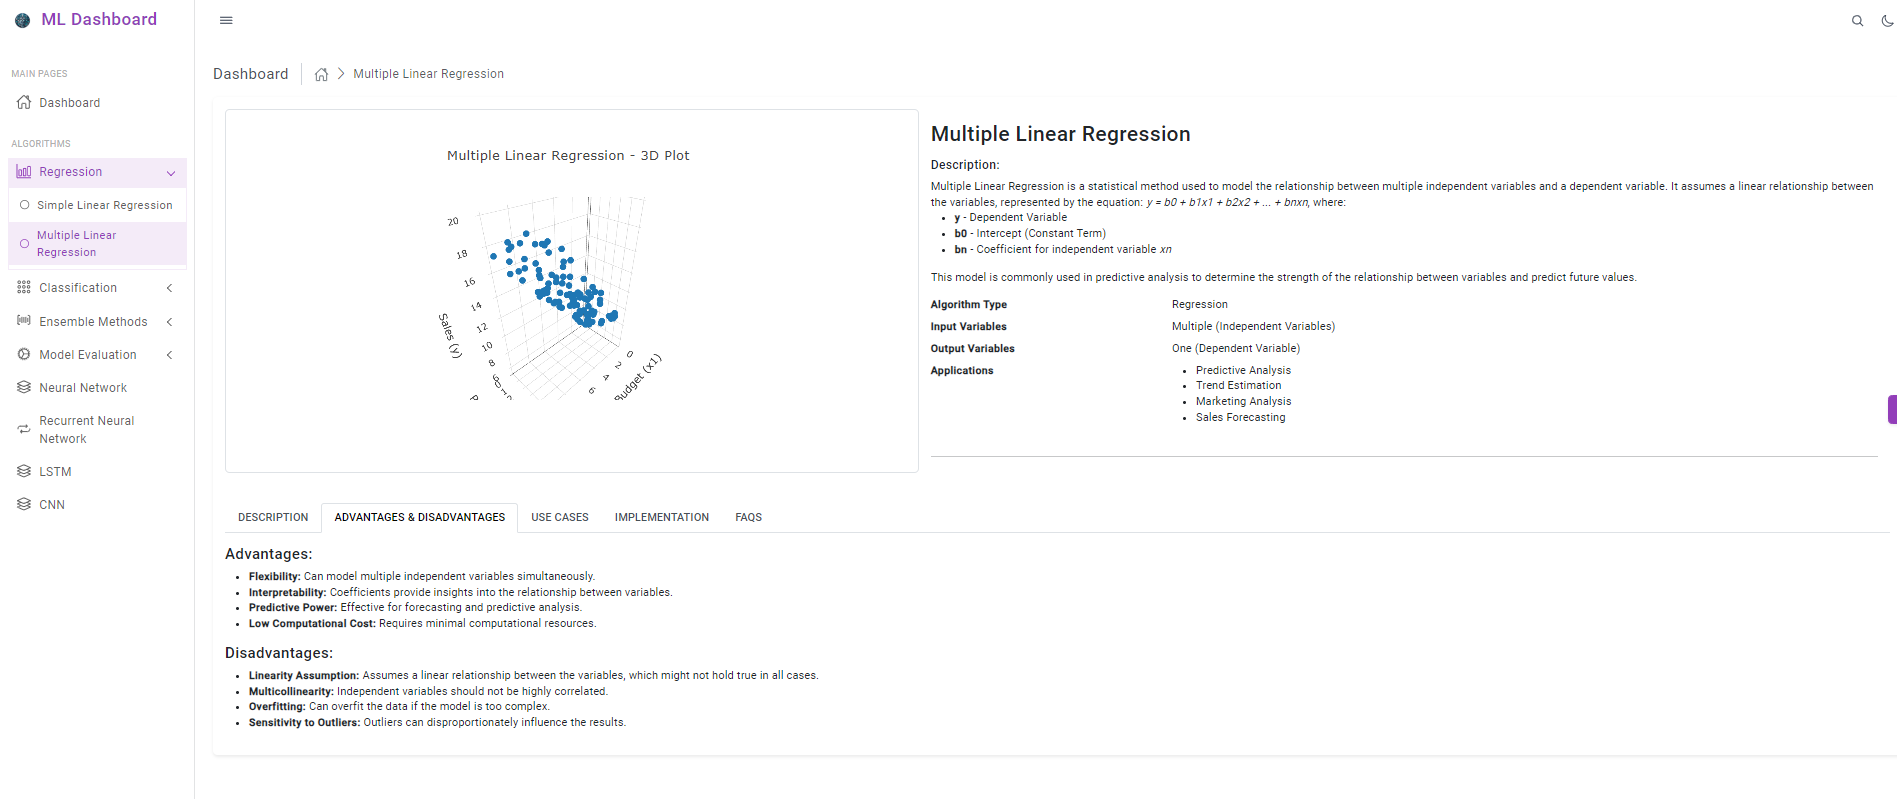 ML Dashboard
MAIN PAGES
Dashboard
ALGORITHMS
Regression
Simple Linear Regression
Multiple Linear
Regression
Classification
Ensemble Methods
Model Evaluation
Neural Network
Recurrent Neural
Network
LSTM
CNN
Dashboard
Multiple Linear Regression
Multiple Linear Regression - 3D Plot
20
18
16
14
12
10
8
6
Sales (y)
0
2
4
6
Budget (x1)
Multiple Linear Regression
Description:
Multiple Linear Regression is a statistical method used to model the relationship between multiple independent variables and a dependent variable. It assumes a linear relationship between
the variables, represented by the equation: y = b0 + b1x1 + b2x2 + ... + bnxn, where:
• y - Dependent Variable
• b0 - Intercept (Constant Term)
• bn - Coefficient for independent variable xn
This model is commonly used in predictive analysis to determine the strength of the relationship between variables and predict future values.
Algorithm Type Regression
Input Variables Multiple (Independent Variables)
Output Variables One (Dependent Variable)
Applications • Predictive Analysis
• Trend Estimation
• Marketing Analysis
• Sales Forecasting
DESCRIPTION ADVANTAGES & DISADVANTAGES USE CASES IMPLEMENTATION FAQS
Advantages:
• Flexibility: Can model multiple independent variables simultaneously.
• Interpretability: Coefficients provide insights into the relationship between variables.
• Predictive Power: Effective for forecasting and predictive analysis.
• Low Computational Cost: Requires minimal computational resources.
Disadvantages:
• Linearity Assumption: Assumes a linear relationship between the variables, which might not hold true in all cases.
• Multicollinearity: Independent variables should not be highly correlated.
• Overfitting: Can overfit the data if the model is too complex.
• Sensitivity to Outliers: Outliers can disproportionately influence the results.